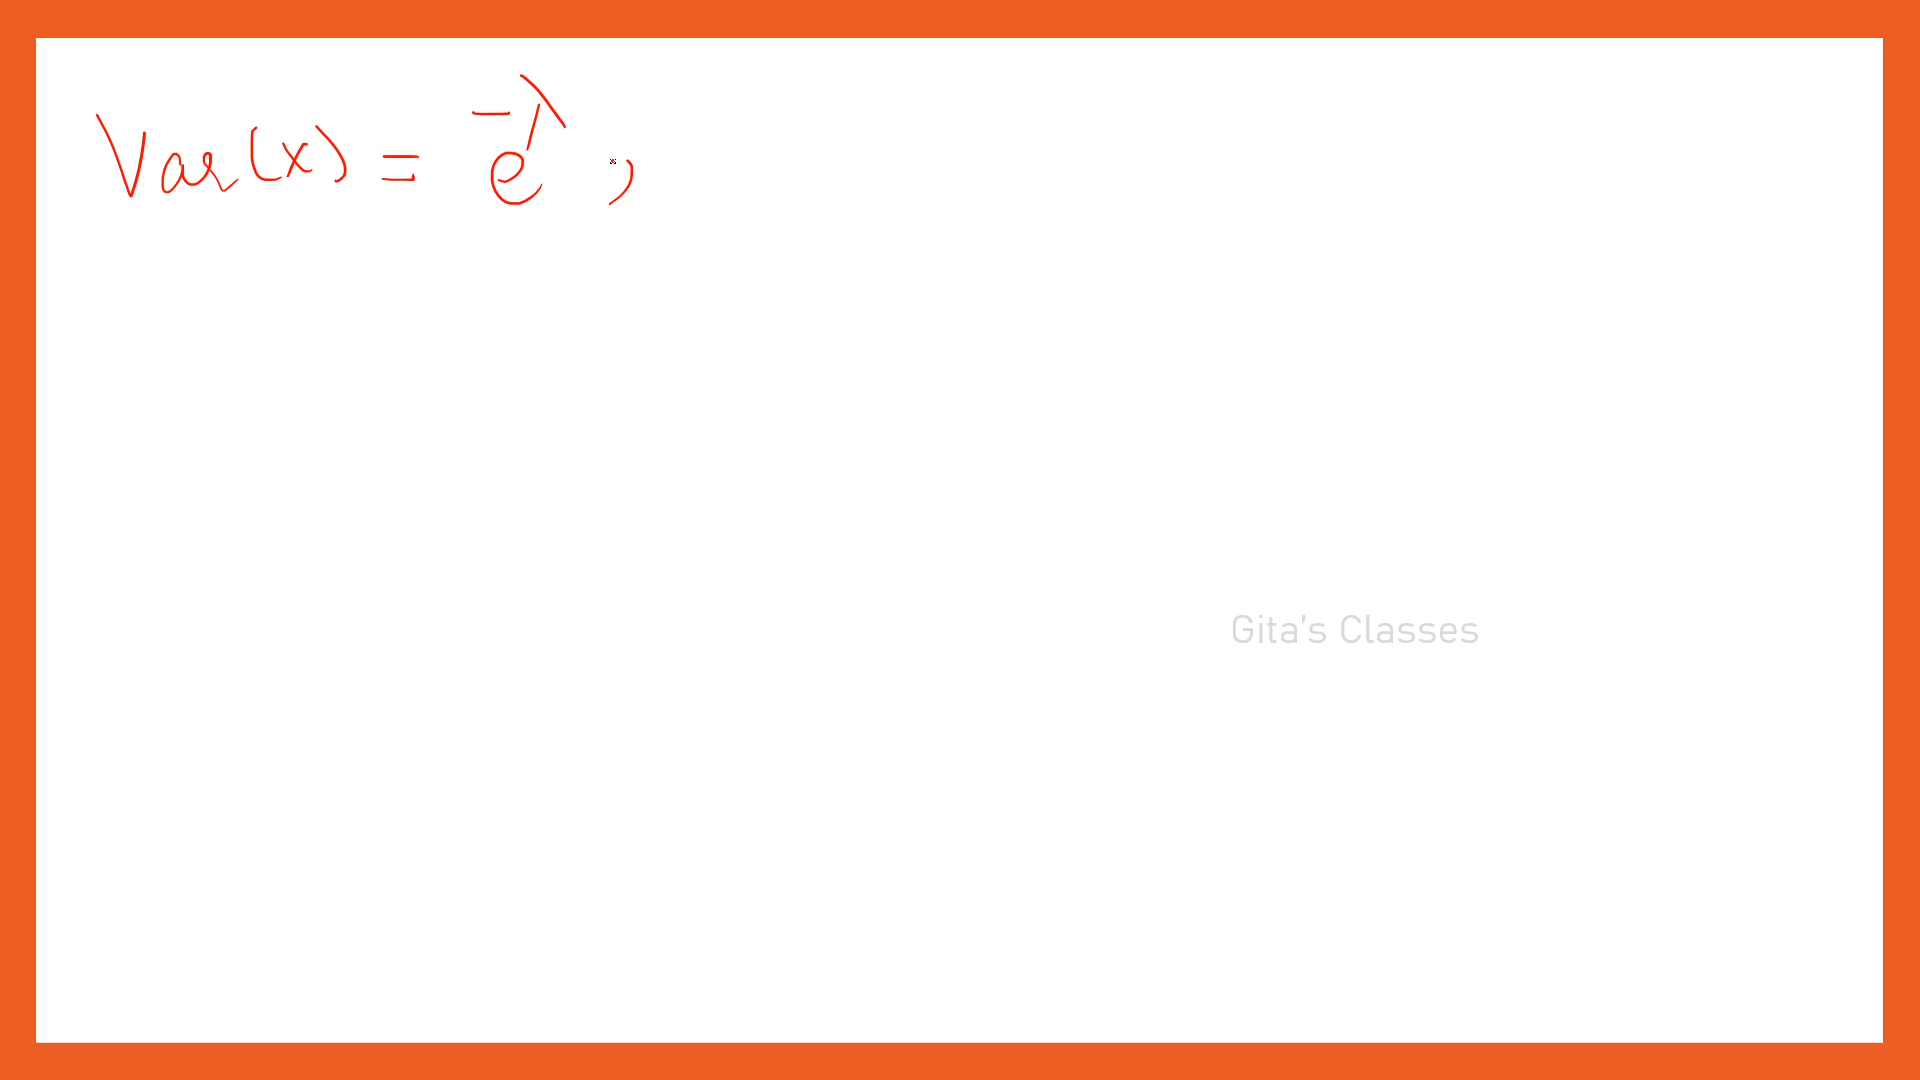 Var(x) = e^{-λ} ,
Gita's Classes